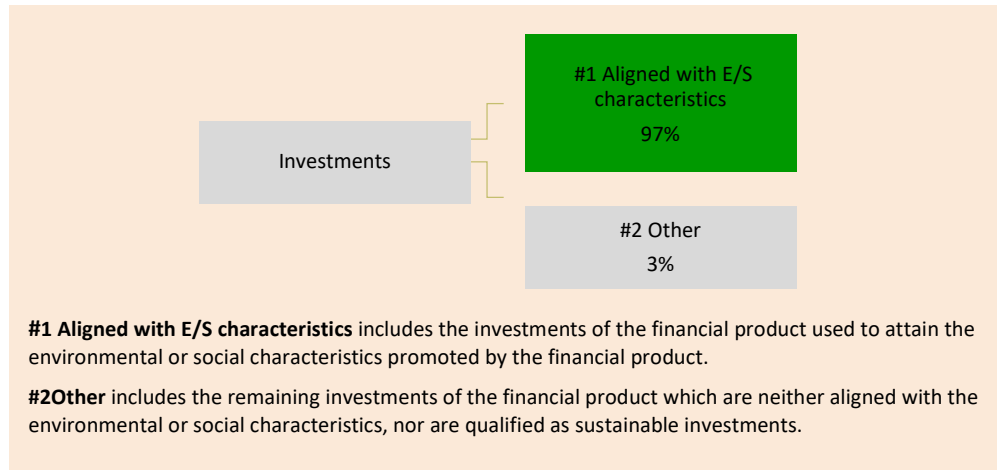 #1 Aligned with E/S
characteristics
97%
Investments
#2 Other
3%
#1 Aligned with E/S characteristics includes the investments of the financial product used to attain the
environmental or social characteristics promoted by the financial product.
#2Other includes the remaining investments of the financial product which are neither aligned with the
environmental or social characteristics, nor are qualified as sustainable investments.